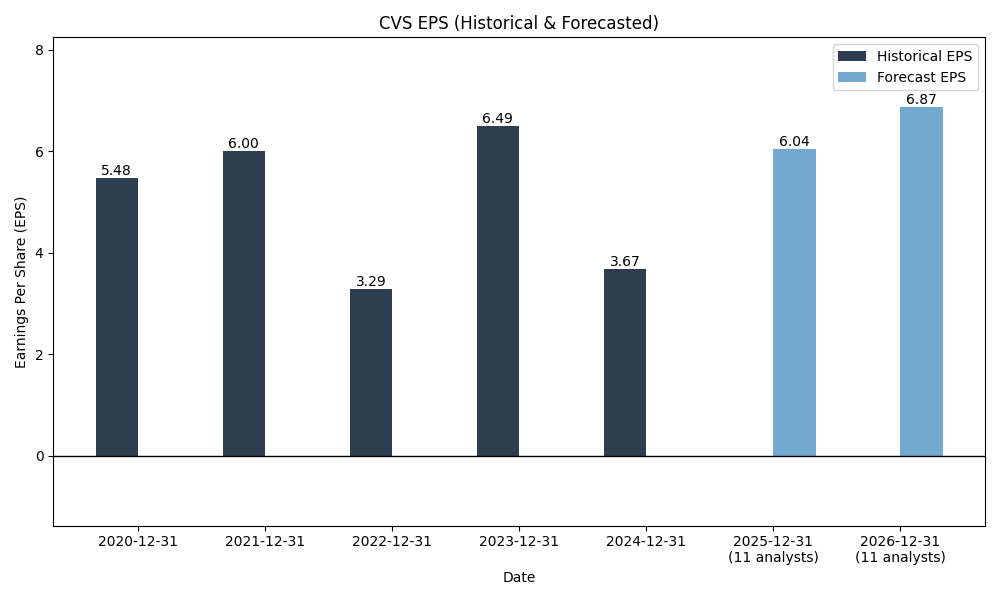 CVS EPS (Historical & Forecasted)
Historical EPS
Forecast EPS
Earnings Per Share (EPS)
8
6
4
2
0
5.48
6.00
3.29
6.49
3.67
6.04
6.87
2020-12-31
2021-12-31
2022-12-31
2023-12-31
2024-12-31
2025-12-31
(11 analysts)
2026-12-31
(11 analysts)
Date